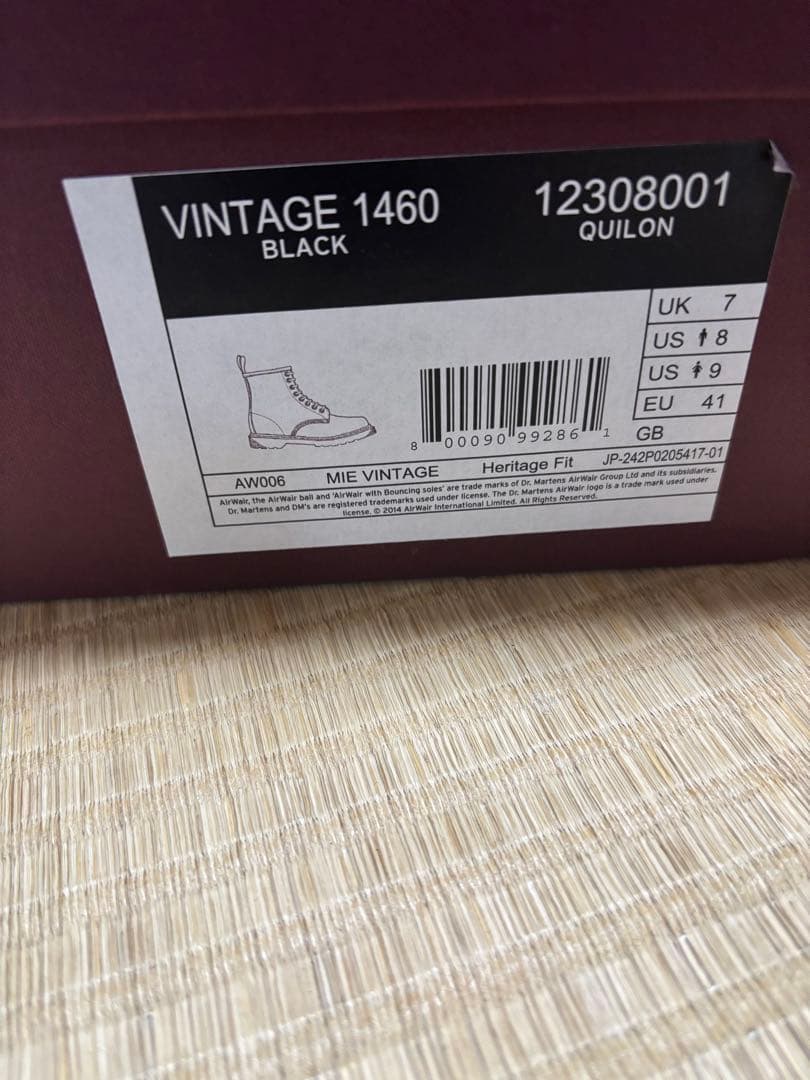 VINTAGE 1460
BLACK
12308001
QUILON
UK 7
US 8
US 9
EU 41
GB
8 00090 99286 1
AW006 MIE VINTAGE Heritage Fit JP-242P0205417-01
AirWair, the AirWair ball and 'AirWair with Bouncing soles' are trade marks of Dr. Martens AirWair Group Ltd and its subsidiaries.
Dr. Martens and DM's are registered trademarks used under license. The Dr. Martens AirWair logo is a trade mark used under
license. © 2014 AirWair International Limited. All Rights Reserved.